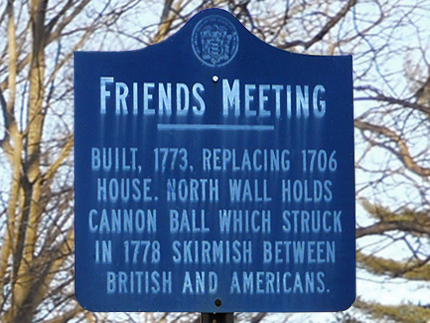 FRIENDS MEETING
BUILT, 1773, REPLACING 1706
HOUSE. NORTH WALL HOLDS
CANNON BALL WHICH STRUCK
IN 1778 SKIRMISH BETWEEN
BRITISH AND AMERICANS.